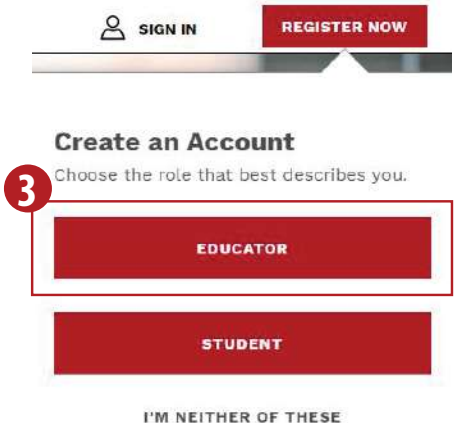 SIGN IN
REGISTER NOW
Create an Account
Choose the role that best describes you.
3
EDUCATOR
STUDENT
I'M NEITHER OF THESE